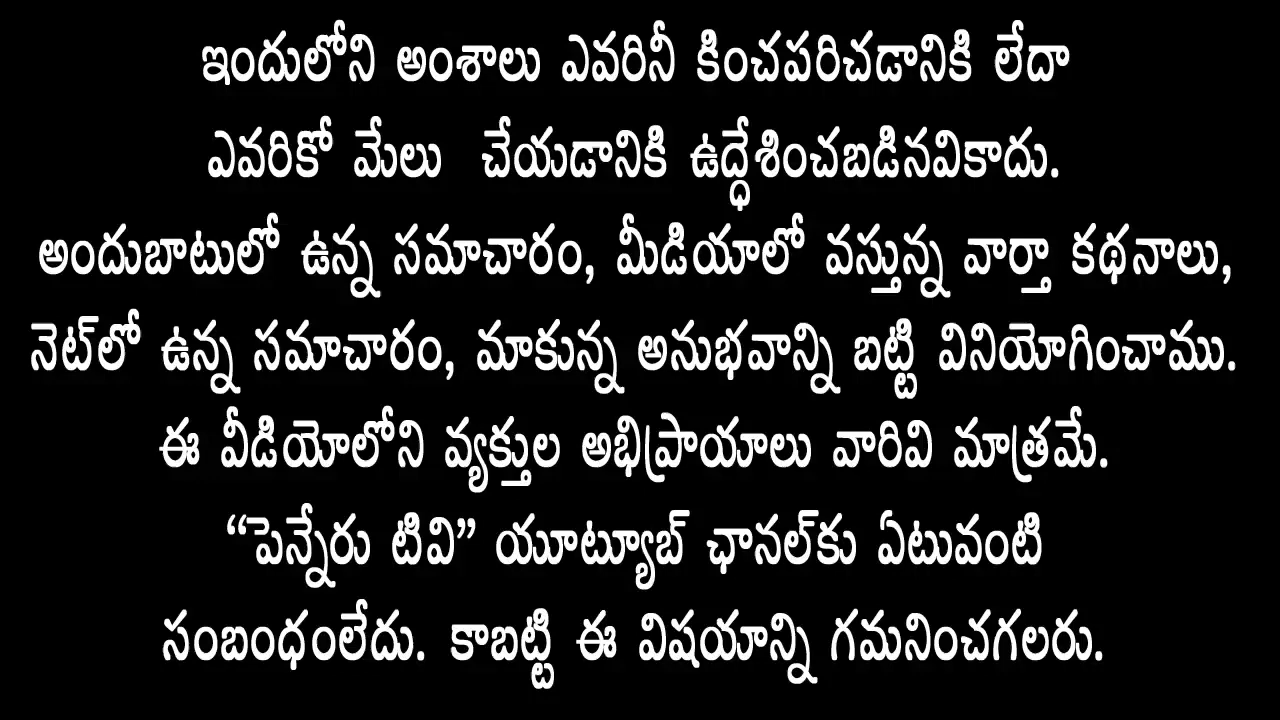 ఇందులోని అంశాలు ఎవరినీ కించపరిచడానికి లేదా
ఎవరికో మేలు చేయడానికి ఉద్ధేశించబడినవికాదు.
అందుబాటులో ఉన్న సమాచారం, మీడియాలో వస్తున్న వార్తా కథనాలు,
నెట్‌లో ఉన్న సమాచారం, మాకున్న అనుభవాన్ని బట్టి వినియోగించాము.
ఈ వీడియోలోని వ్యక్తుల అభిప్రాయాలు వారివి మాత్రమే.
“పెన్నేరు టివి” యూట్యూబ్ ఛానల్‌కు ఏటువంటి
సంబంధంలేదు. కాబట్టి ఈ విషయాన్ని గమనించగలరు.